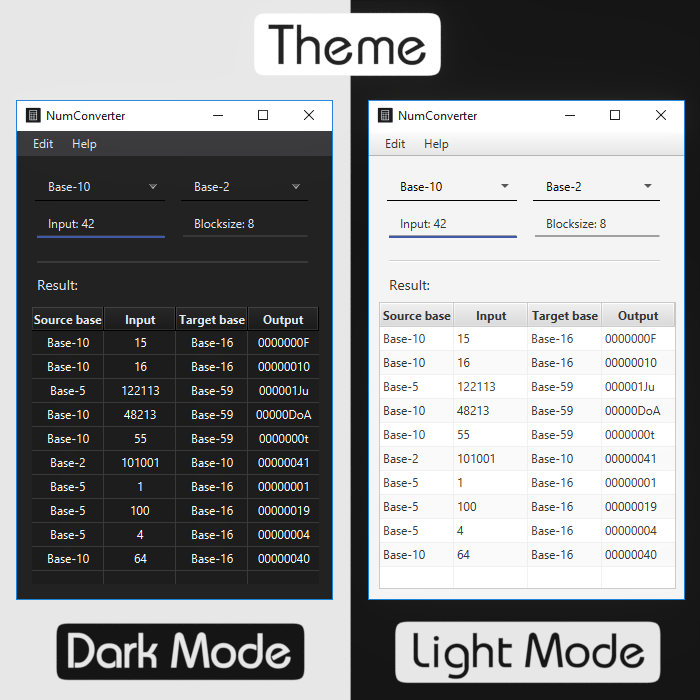 Theme
NumConverter
Edit Help
Base-10 Base-2
Input: 42 Blocksize: 8
Result:
Source base Input Target base Output
Base-10 15 Base-16 0000000F
Base-10 16 Base-16 00000010
Base-5 122113 Base-59 000001Ju
Base-10 48213 Base-59 00000DoA
Base-10 55 Base-59 0000000t
Base-2 101001 Base-10 00000041
Base-5 1 Base-16 00000001
Base-5 100 Base-16 00000019
Base-5 4 Base-16 00000004
Base-10 64 Base-16 00000040
Dark Mode
NumConverter
Edit Help
Base-10 Base-2
Input: 42 Blocksize: 8
Result:
Source base Input Target base Output
Base-10 15 Base-16 0000000F
Base-10 16 Base-16 00000010
Base-5 122113 Base-59 000001Ju
Base-10 48213 Base-59 00000DoA
Base-10 55 Base-59 0000000t
Base-2 101001 Base-10 00000041
Base-5 1 Base-16 00000001
Base-5 100 Base-16 00000019
Base-5 4 Base-16 00000004
Base-10 64 Base-16 00000040
Light Mode